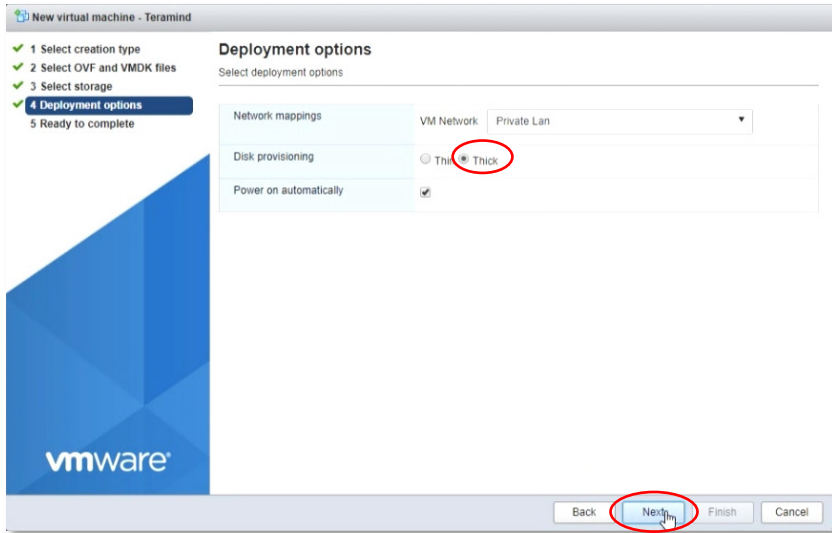 New virtual machine - Teramind
1 Select creation type
2 Select OVF and VMDK files
3 Select storage
4 Deployment options
5 Ready to complete
Deployment options
Select deployment options
Network mappings
VM Network Private Lan
Disk provisioning
Thin Thick
Power on automatically
vmware
Back Next Finish Cancel